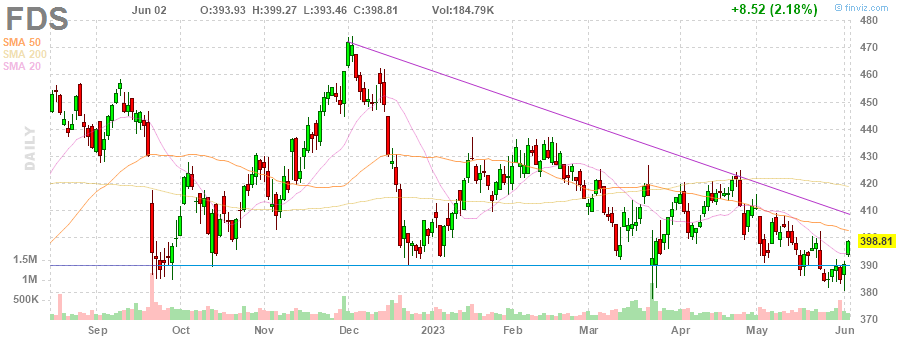 FDS Jun 02 O:393.93 H:399.27 L:393.46 C:398.81 Vol:184.79K +8.52 (2.18%) @ finviz.com
SMA 50
SMA 200
SMA 20
DAILY
480
470
460
450
440
430
420
410
398.81
390
380
370
1.5M
1M
500K
Sep Oct Nov Dec 2023 Feb Mar Apr May Jun